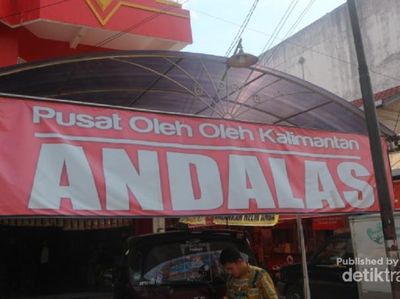 Pusat Oleh Oleh Kalimantan
ANDALAS
Published by
detiktra